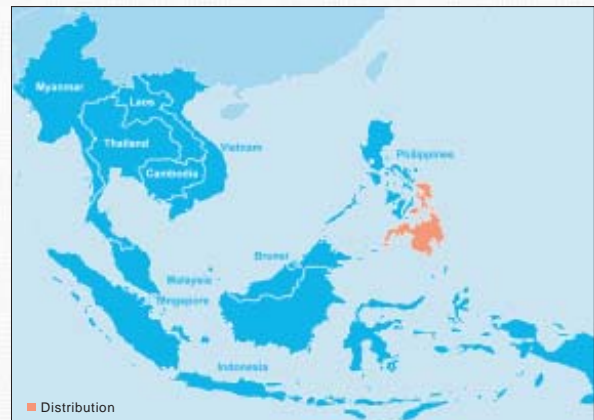 Myanmar
Laos
Thailand
Vietnam
Cambodia
Philippines
Brunei
Malaysia
Singapore
Indonesia
Distribution